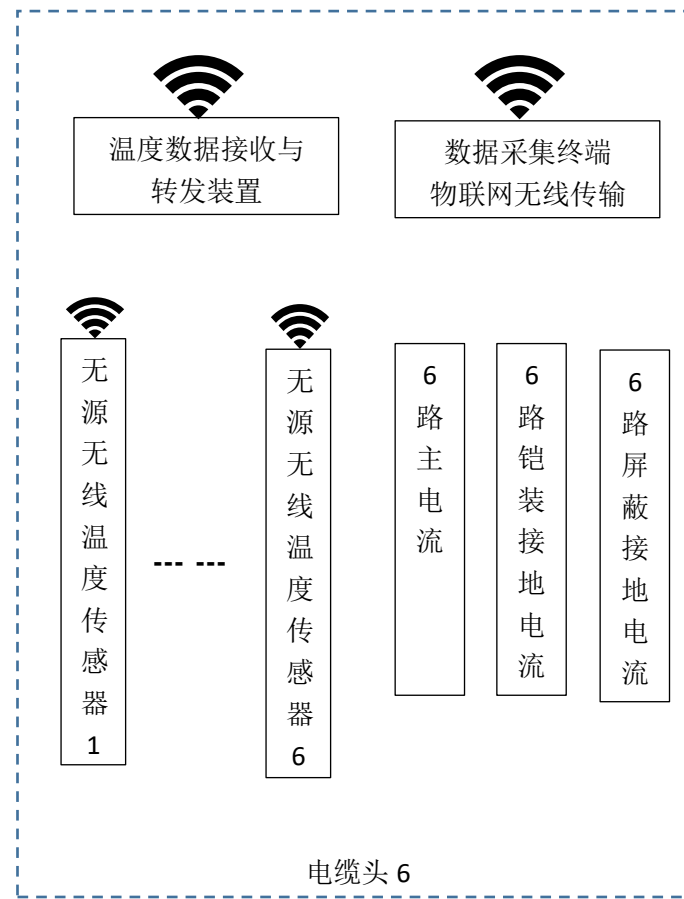 温度数据接收与
转发装置
数据采集终端
物联网无线传输
无源无线温度传感器1
无源无线温度传感器6
6路主电流
6路铠装接地电流
6路屏蔽接地电流
电缆头 6